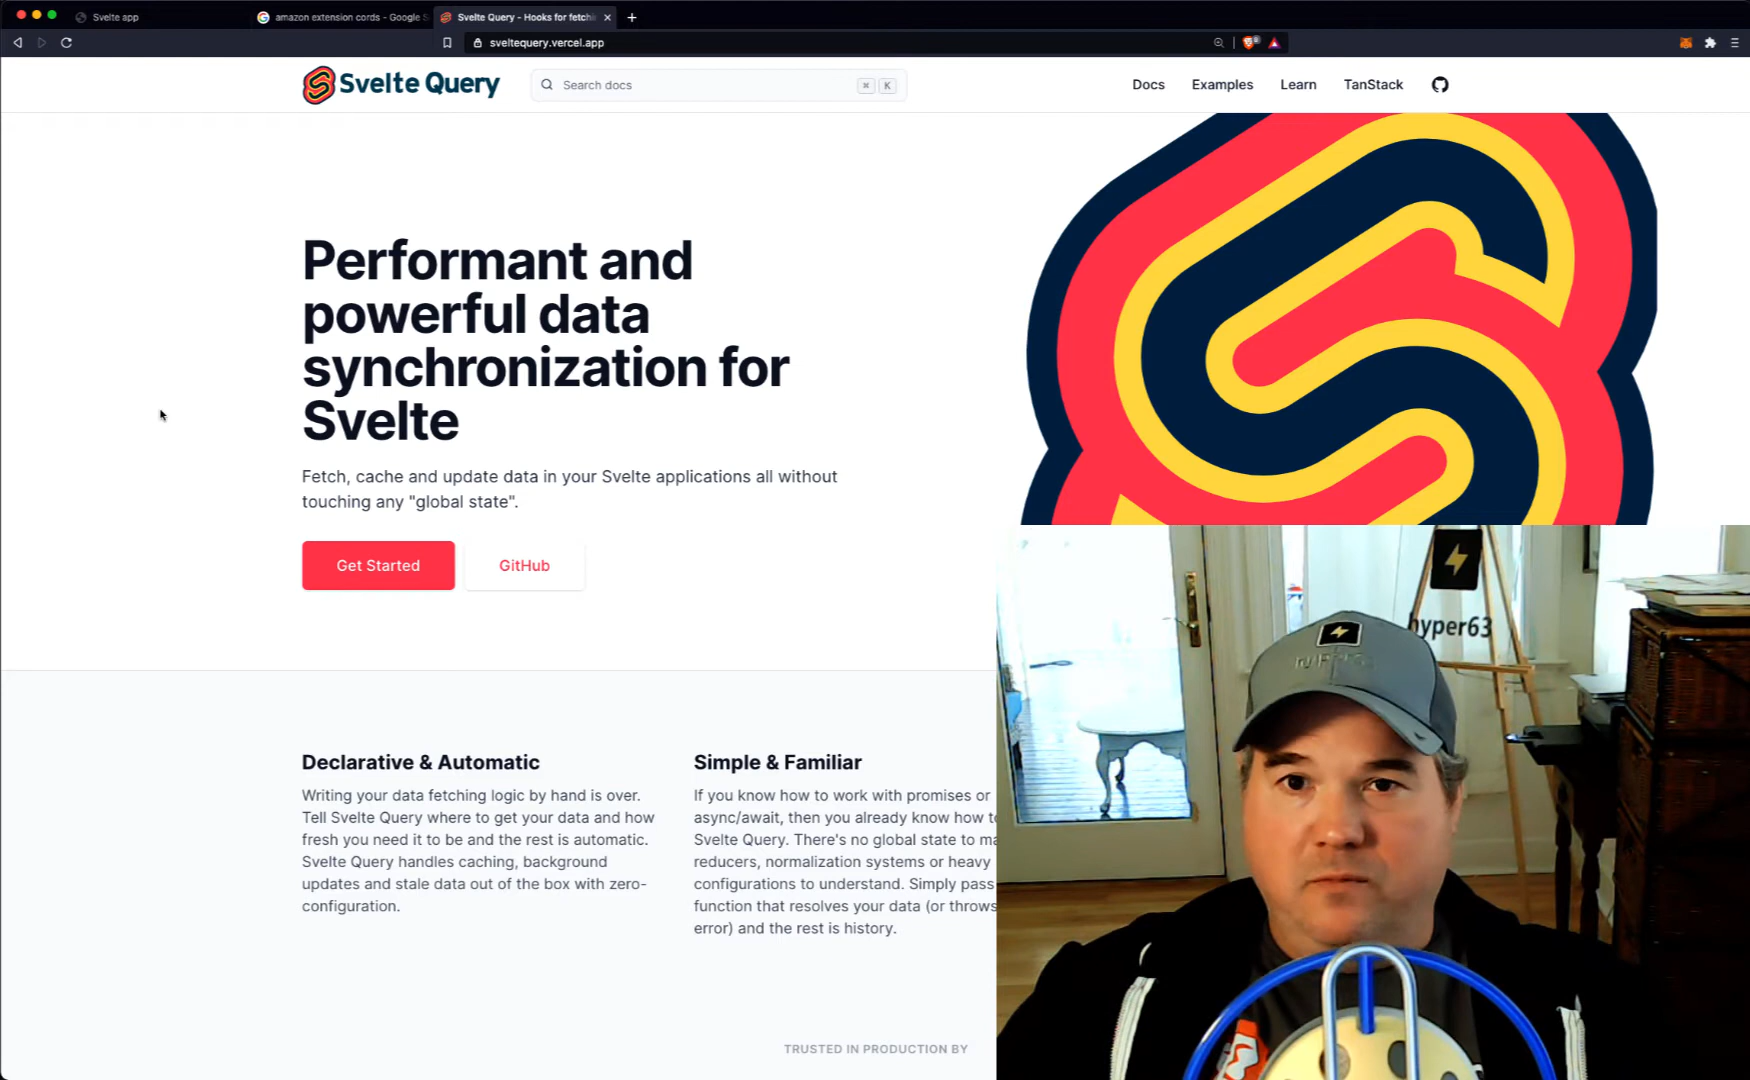 Svelte app
amazon extension cords - Google S
Svelte Query - Hooks for fetchi
sveltequery.vercel.app
Svelte Query
Search docs
⌘ K
Docs
Examples
Learn
TanStack
Performant and
powerful data
synchronization for
Svelte
Fetch, cache and update data in your Svelte applications all without
touching any "global state".
Get Started
GitHub
Declarative & Automatic
Writing your data fetching logic by hand is over.
Tell Svelte Query where to get your data and how
fresh you need it to be and the rest is automatic.
Svelte Query handles caching, background
updates and stale data out of the box with zero-
configuration.
Simple & Familiar
If you know how to work with promises or
async/await, then you already know how to
Svelte Query. There's no global state to ma
reducers, normalization systems or heavy
configurations to understand. Simply pass
function that resolves your data (or throws
error) and the rest is history.
TRUSTED IN PRODUCTION BY
hyper63